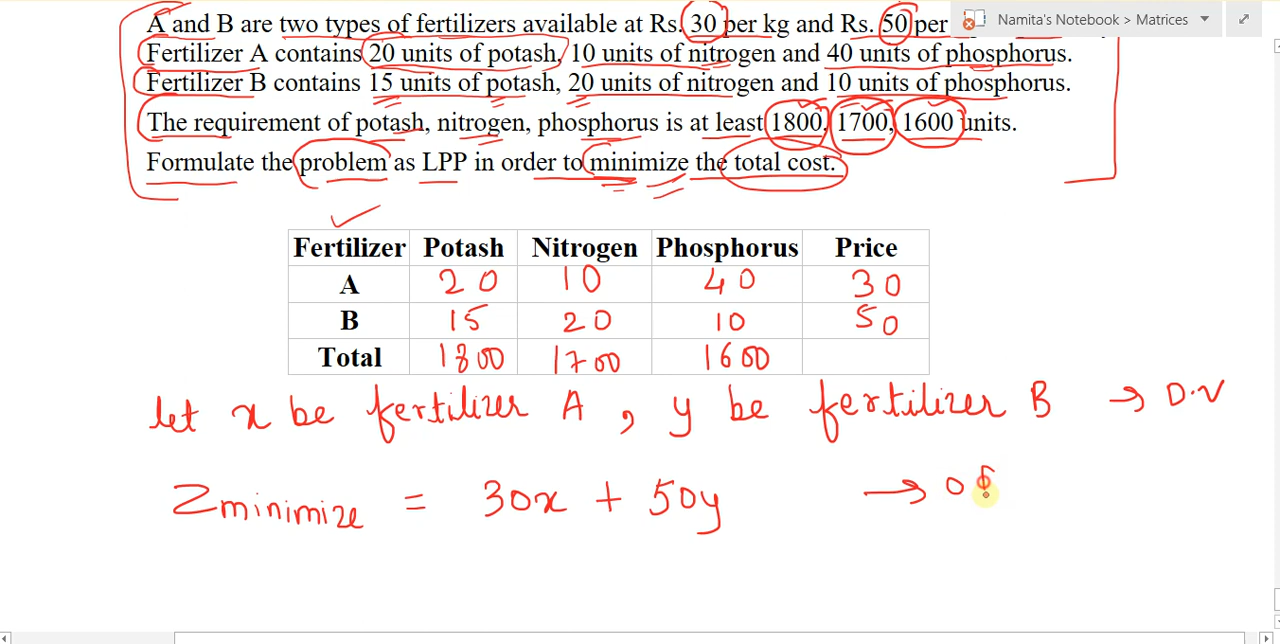 A and B are two types of fertilizers available at Rs. 30 per kg and Rs. 50 per
Namita's Notebook > Matrices
Fertilizer A contains 20 units of potash, 10 units of nitrogen and 40 units of phosphorus.
Fertilizer B contains 15 units of potash, 20 units of nitrogen and 10 units of phosphorus.
The requirement of potash, nitrogen, phosphorus is at least 1800, 1700, 1600 units.
Formulate the problem as LPP in order to minimize the total cost.
Fertilizer Potash Nitrogen Phosphorus Price
A 20 10 40 30
B 15 20 10 50
Total 1800 1700 1600
let x be fertilizer A , y be fertilizer B → D.V
Zminimize = 30x + 50y → o f